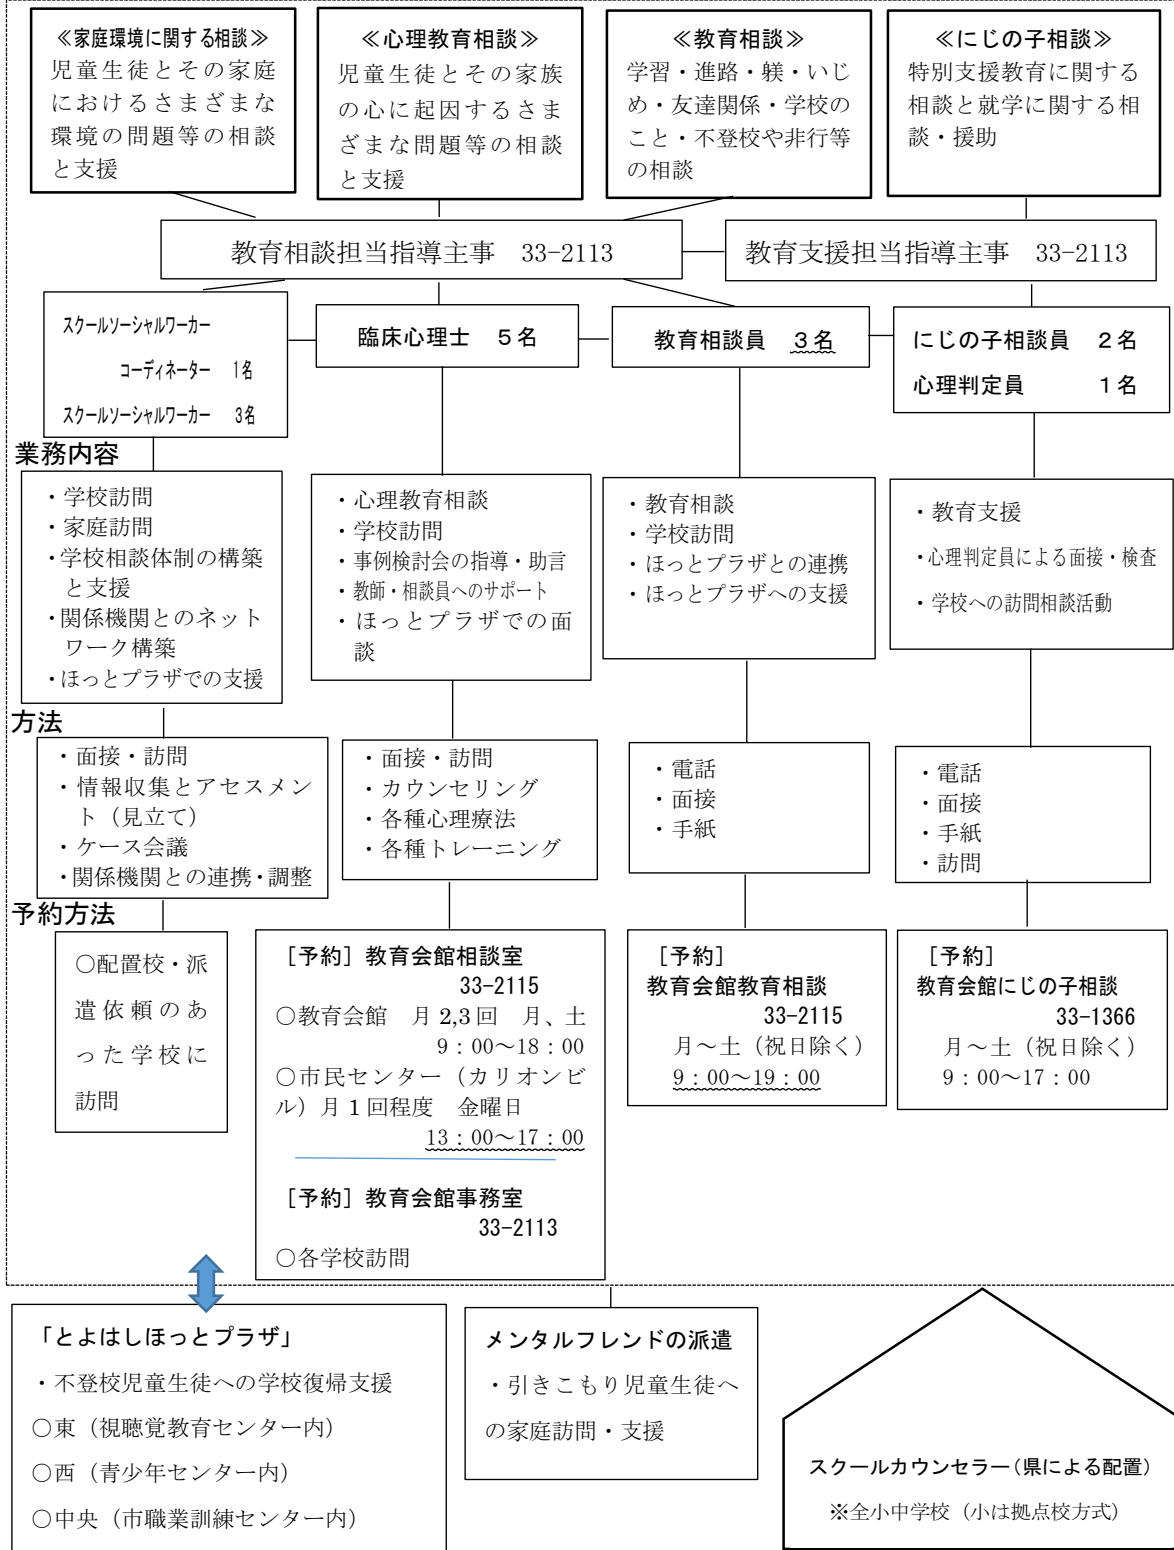 ≪家庭環境に関する相談≫
児童生徒とその家庭
におけるさまざまな
環境の問題等の相談
と支援
≪心理教育相談≫
児童生徒とその家族
の心に起因するさま
ざまな問題等の相談
と支援
≪教育相談≫
学習・進路・躾・いじ
め・友達関係・学校の
こと・不登校や非行等
の相談
≪にじの子相談≫
特別支援教育に関する
相談と就学に関する相
談・援助
教育相談担当指導主事 33-2113
教育支援担当指導主事 33-2113
スクールソーシャルワーカー
コーディネーター 1名
スクールソーシャルワーカー 3名
臨床心理士 5名
教育相談員 3名
にじの子相談員 2名
心理判定員 1名
業務内容
・学校訪問
・家庭訪問
・学校相談体制の構築
と支援
・関係機関とのネット
ワーク構築
・ほっとプラザでの支援
・心理教育相談
・学校訪問
・事例検討会の指導・助言
・教師・相談員へのサポート
・ほっとプラザでの面
談
・教育相談
・学校訪問
・ほっとプラザとの連携
・ほっとプラザへの支援
・教育支援
・心理判定員による面接・検査
・学校への訪問相談活動
方法
・面接・訪問
・情報収集とアセスメン
ト（見立て）
・ケース会議
・関係機関との連携・調整
・面接・訪問
・カウンセリング
・各種心理療法
・各種トレーニング
・電話
・面接
・手紙
・電話
・面接
・手紙
・訪問
予約方法
○配置校・派
遣依頼のあ
った学校に
訪問
［予約］教育会館相談室
33-2115
○教育会館 月2,3回 月、土
9：00～18：00
○市民センター（カリオンビ
ル）月1回程度 金曜日
13：00～17：00
［予約］教育会館事務室
33-2113
○各学校訪問
［予約］
教育会館教育相談
33-2115
月～土（祝日除く）
9：00～19：00
［予約］
教育会館にじの子相談
33-1366
月～土（祝日除く）
9：00～17：00
「とよはしほっとプラザ」
・不登校児童生徒への学校復帰支援
○東（視聴覚教育センター内）
○西（青少年センター内）
○中央（市職業訓練センター内）
メンタルフレンドの派遣
・引きこもり児童生徒へ
の家庭訪問・支援
スクールカウンセラー（県による配置）
※全小中学校（小は拠点校方式）